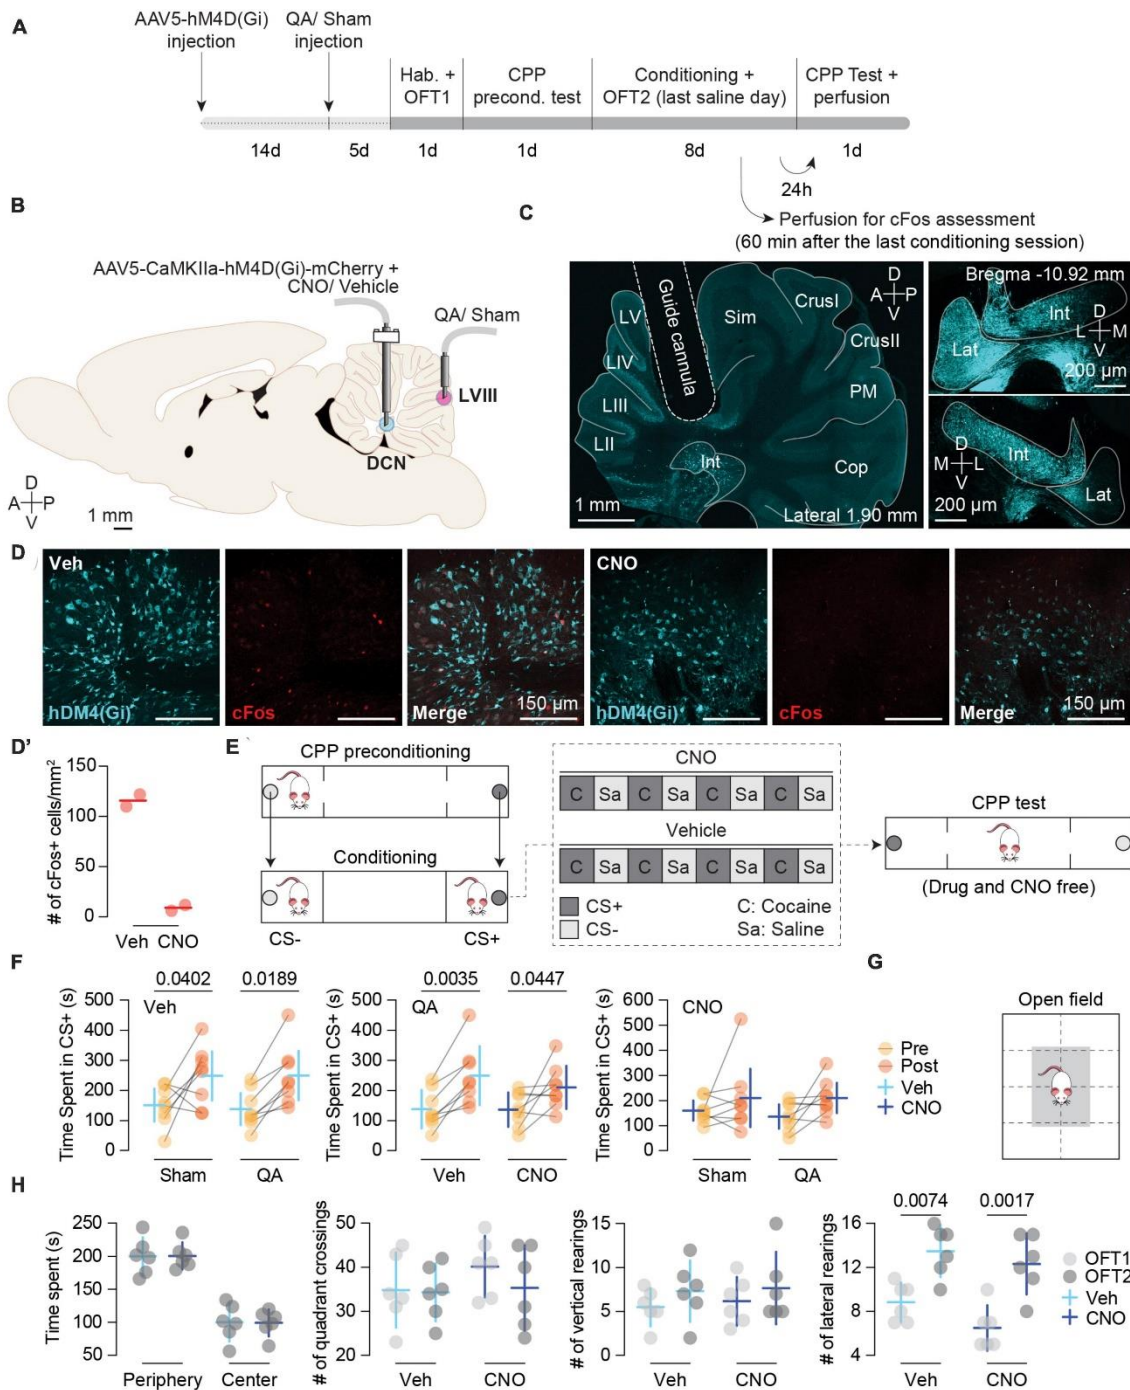 A
AAV5-hM4D(Gi)
injection
QA/ Sham
injection
Hab. +
OFT1
CPP
precond. test
Conditioning +
OFT2 (last saline day)
CPP Test +
perfusion
14d
5d
1d
1d
8d
1d
24h
Perfusion for cFos assessment
(60 min after the last conditioning session)
B
AAV5-CaMKIIa-hM4D(Gi)-mCherry +
CNO/ Vehicle
QA/ Sham
LVIII
DCN
D
A P
V
1 mm
C
Guide cannula
LV
LIV
LIII
LII
Sim
CrusI
CrusII
PM
Cop
Int
D
A P
V
1 mm
Lateral 1.90 mm
Bregma -10.92 mm
Int
Lat
D
L M
V
200 µm
Int
Lat
D
M L
V
200 µm
D
Veh
hDM4(Gi)
cFos
Merge
150 µm
CNO
hDM4(Gi)
cFos
Merge
150 µm
D'
# of cFos+ cells/mm²
150
100
50
0
Veh CNO
E
CPP preconditioning
Conditioning
CS-
CS+
CNO
C Sa C Sa C Sa C Sa
Vehicle
C Sa C Sa C Sa C Sa
CS+
CS-
C: Cocaine
Sa: Saline
CPP test
(Drug and CNO free)
F
Time Spent in CS+ (s)
500
400
300
200
100
0
Veh
0.0402
0.0189
Sham
QA
Time Spent in CS+ (s)
500
400
300
200
100
0
QA
0.0035
0.0447
Veh
CNO
Time Spent in CS+ (s)
600
500
400
300
200
100
0
CNO
Sham
QA
Pre
Post
Veh
CNO
G
Open field
H
Time spent (s)
250
200
150
100
50
Periphery
Center
# of quadrant crossings
50
40
30
20
Veh
CNO
# of vertical rearings
15
10
5
0
Veh
CNO
# of lateral rearings
16
12
8
4
0.0074
0.0017
Veh
CNO
OFT1
OFT2
Veh
CNO